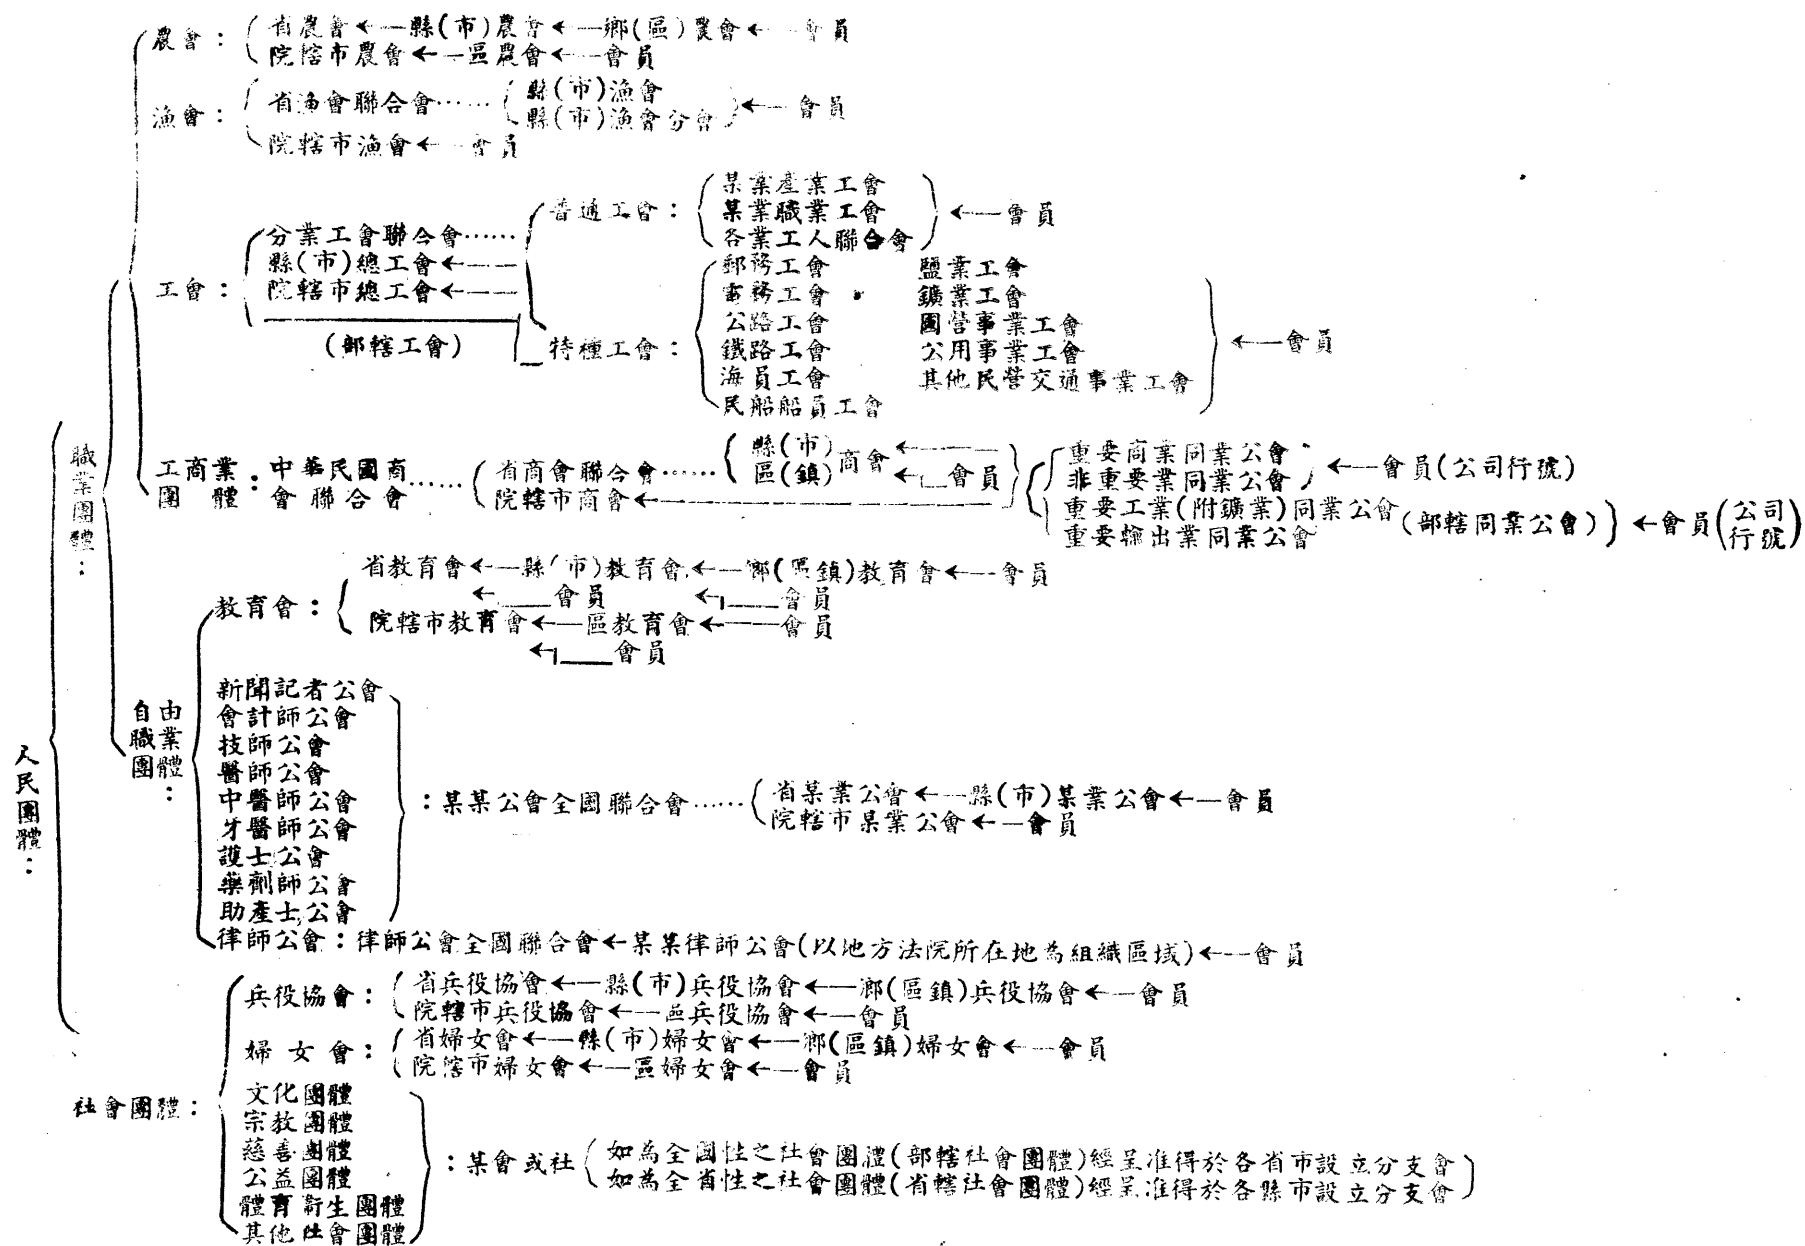 人民團體：
職業團體：
農會：
省農會←—縣(市)農會←—鄉(區)農會←—會員
院轄市農會←—區農會←—會員
漁會：
省漁會聯合會……
縣(市)漁會
縣(市)漁會分會
←—會員
院轄市漁會←—會員
工會：
分業工會聯合會……
縣(市)總工會←——
院轄市總工會←——
(部轄工會)
普通工會：
某業產業工會
某業職業工會
各業工人聯合會
←—會員
特種工會：
郵務工會
電務工會
公路工會
鐵路工會
海員工會
民船船員工會
鹽業工會
鑛業工會
國營事業工會
公用事業工會
其他民營交通事業工會
←—會員
工商業團體：
中華民國商會聯合會……
省商會聯合會……
院轄市商會←————
縣(市)
區(鎮)
商會
←———
←—會員
重要商業同業公會
非重要業同業公會
←—會員(公司行號)
重要工業(附鑛業)同業公會
重要輸出業同業公會
(部轄同業公會)
←會員(公司行號)
自由職業團體：
教育會：
省教育會←—縣(市)教育會←—鄉(區鎮)教育會←—會員
←——會員 ←——會員
院轄市教育會←—區教育會←——會員
←——會員
新聞記者公會
會計師公會
技師公會
醫師公會
中醫師公會
牙醫師公會
護士公會
藥劑師公會
助產士公會
：某某公會全國聯合會……
省某業公會←—縣(市)某業公會←—會員
院轄市某業公會←—會員
律師公會：律師公會全國聯合會←某某律師公會(以地方法院所在地為組織區域)←—會員
社會團體：
兵役協會：
省兵役協會←—縣(市)兵役協會←—鄉(區鎮)兵役協會←—會員
院轄市兵役協會←—區兵役協會←—會員
婦女會：
省婦女會←—縣(市)婦女會←—鄉(區鎮)婦女會←—會員
院轄市婦女會←—區婦女會←—會員
文化團體
宗教團體
慈善團體
公益團體
體育衛生團體
其他社會團體
：某會或社
如為全國性之社會團體(部轄社會團體)經呈准得於各省市設立分支會
如為全省性之社會團體(省轄社會團體)經呈准得於各縣市設立分支會